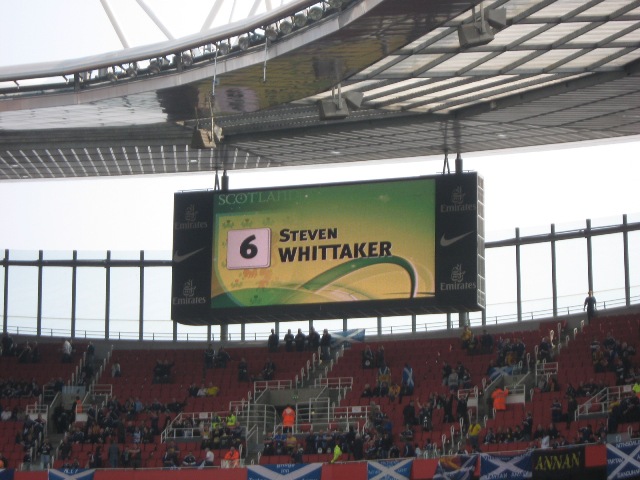 SCOTLAND
Emirates
Emirates
6
STEVEN
WHITTAKER
Emirates
Emirates
ANNAN